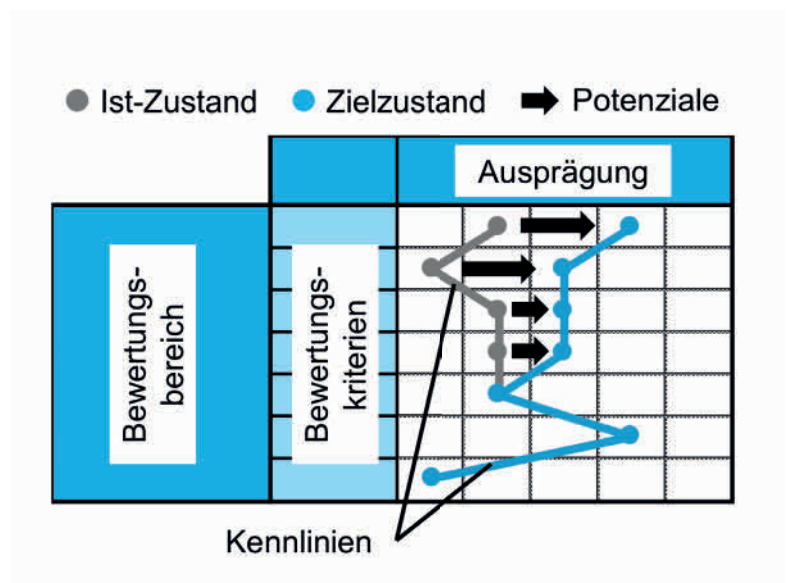 Ist-Zustand Zielzustand Potenziale
Ausprägung
Bewertungs-
bereich
Bewertungs-
kriterien
Kennlinien